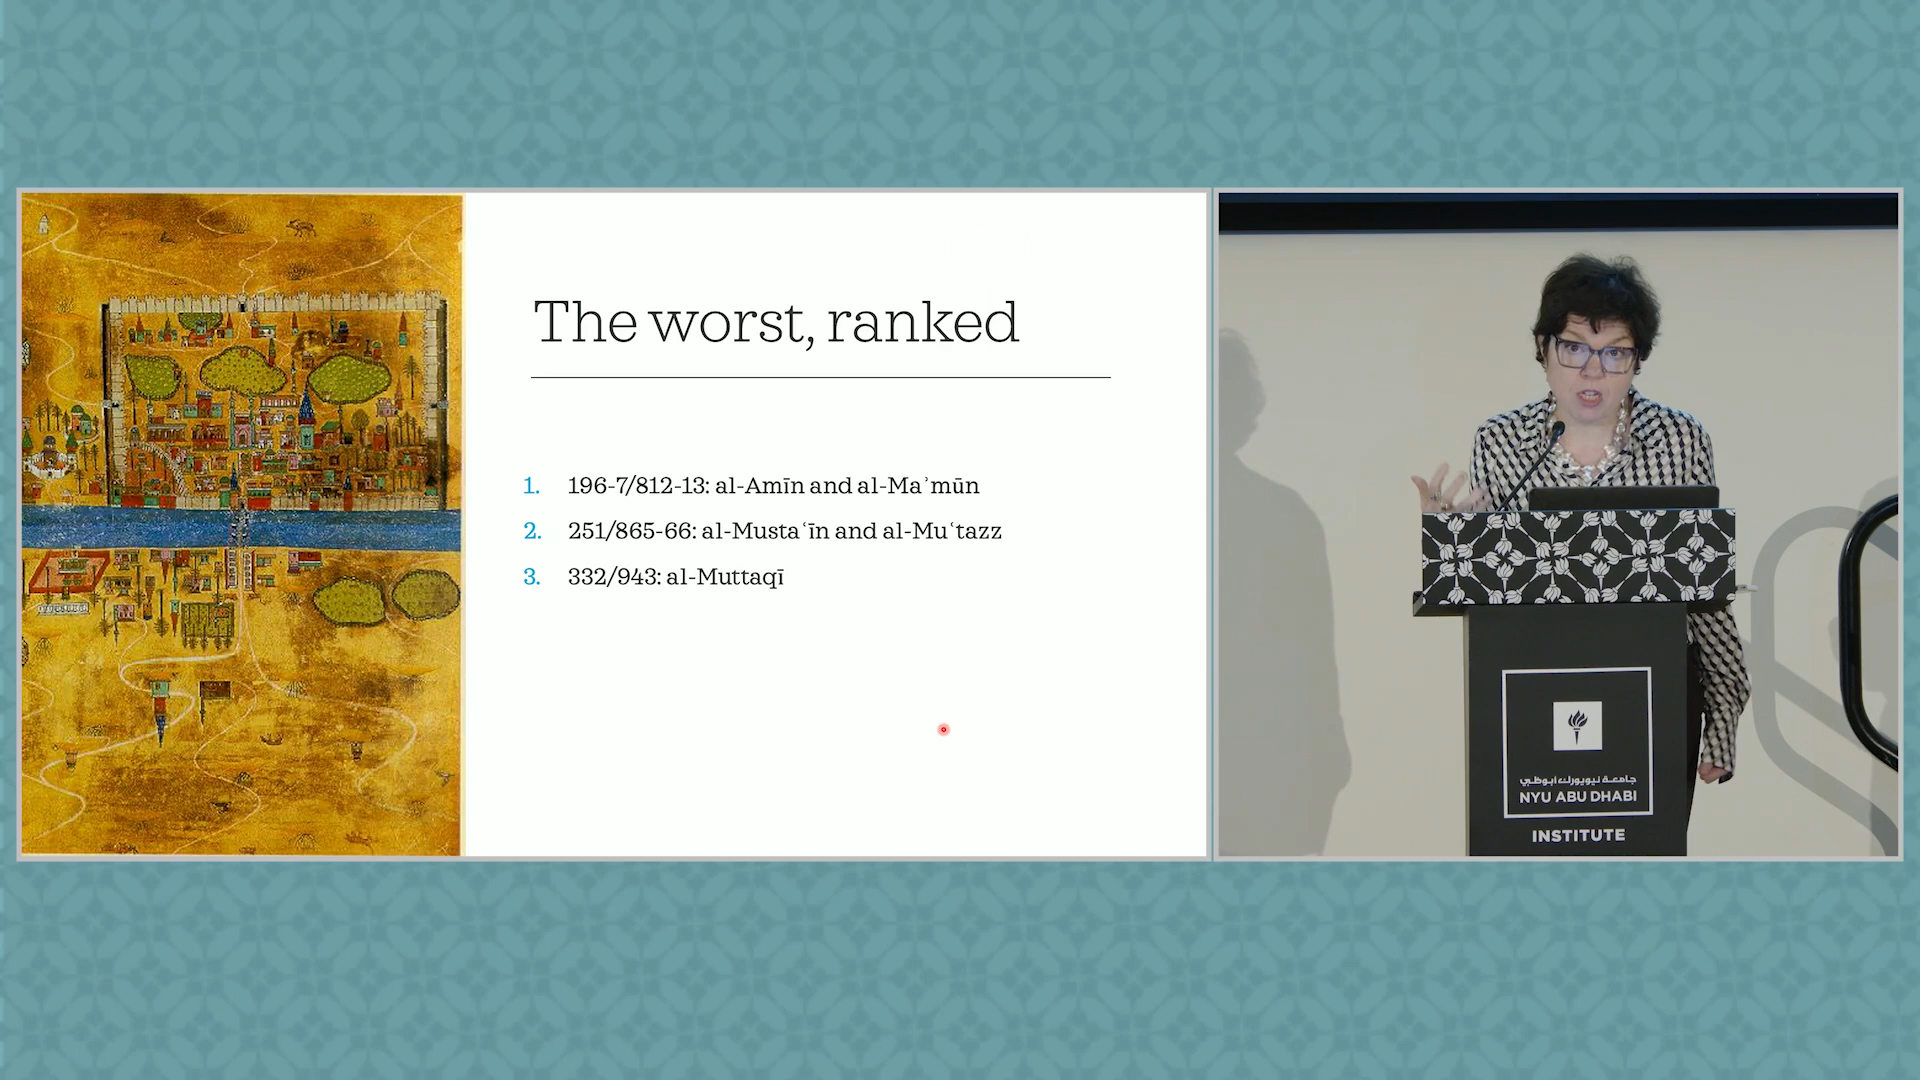 The worst, ranked
1. 196-7/812-13: al-Amīn and al-Maʾmūn
2. 251/865-66: al-Mustaʿīn and al-Muʿtazz
3. 332/943: al-Muttaqī
جامعة نيويورك ابوظبي
NYU ABU DHABI
INSTITUTE